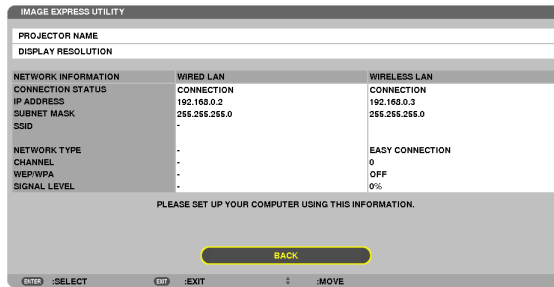 IMAGE EXPRESS UTILITY
PROJECTOR NAME
DISPLAY RESOLUTION
NETWORK INFORMATION WIRED LAN WIRELESS LAN
CONNECTION STATUS CONNECTION CONNECTION
IP ADDRESS 192.168.0.2 192.168.0.3
SUBNET MASK 255.255.255.0 255.255.255.0
SSID -
NETWORK TYPE - EASY CONNECTION
CHANNEL - 0
WEP/WPA - OFF
SIGNAL LEVEL - 0%
PLEASE SET UP YOUR COMPUTER USING THIS INFORMATION.
BACK
ENTER :SELECT EXIT :EXIT :MOVE